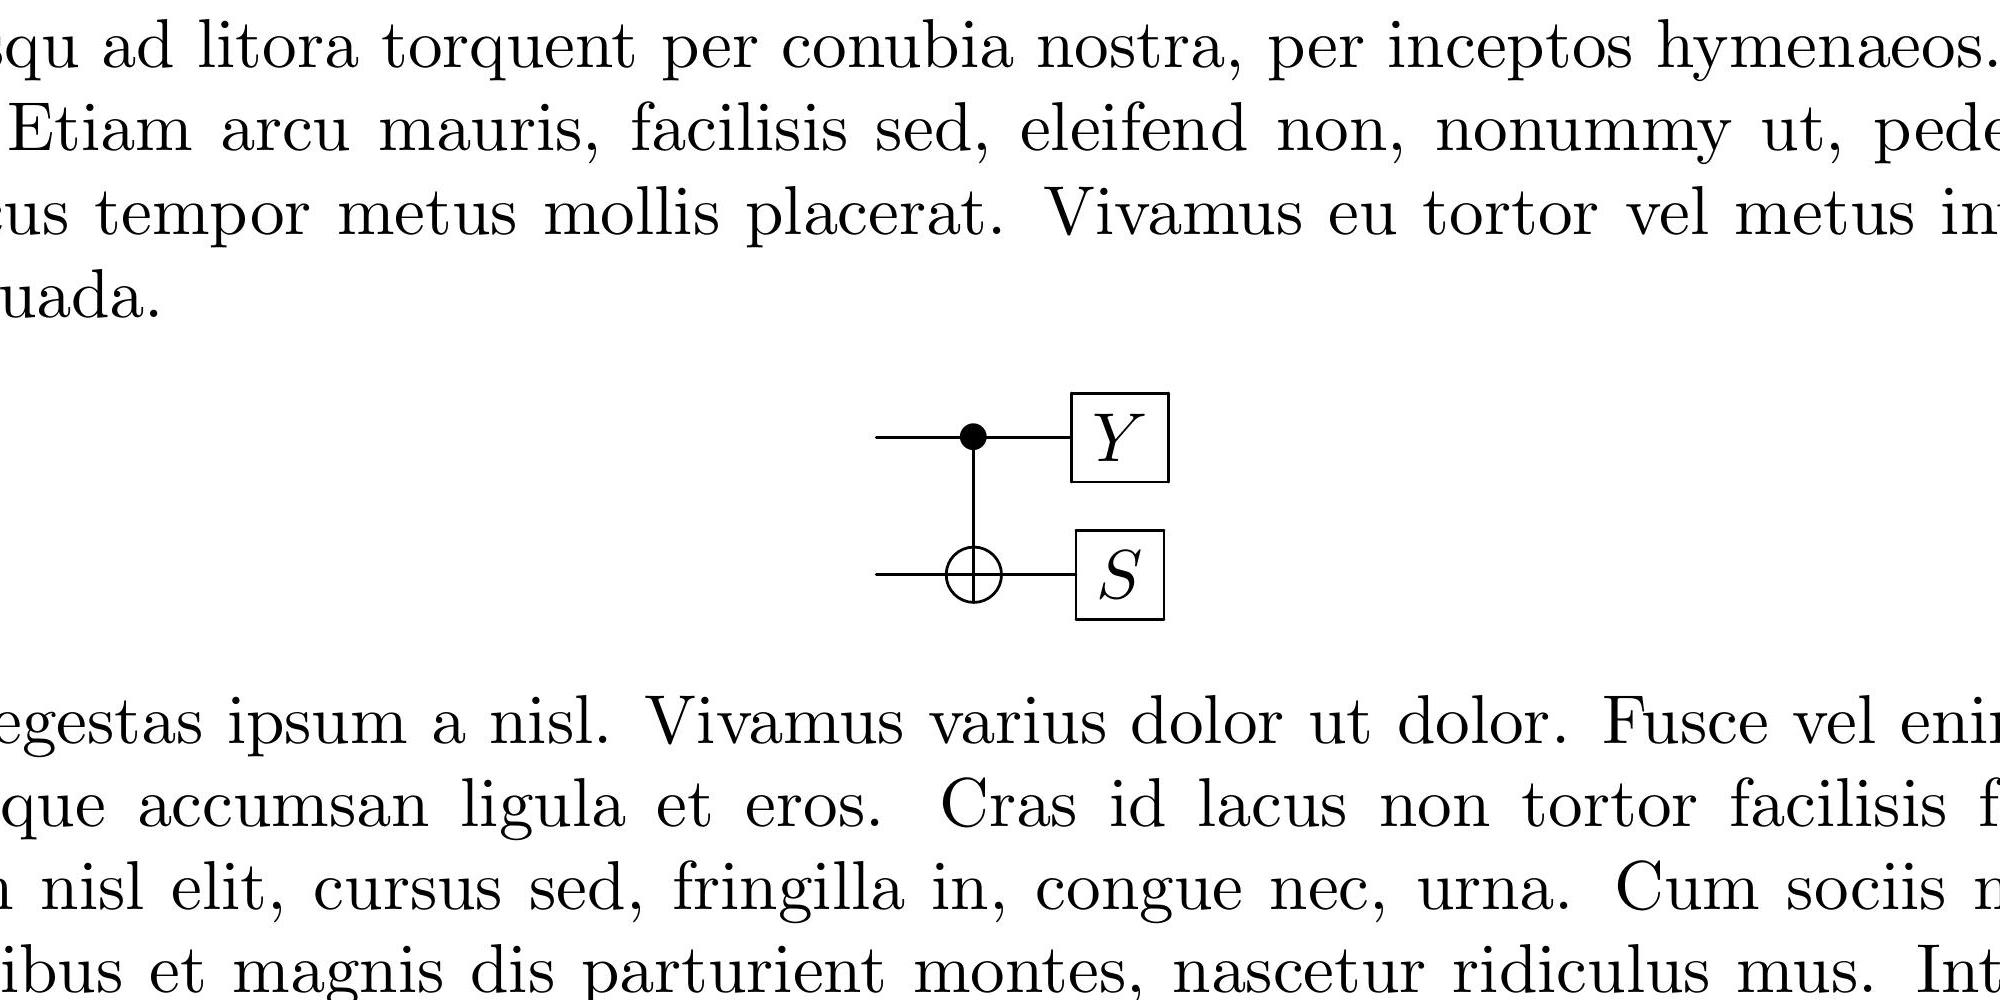 squ ad litora torquent per conubia nostra, per inceptos hymenaeos.
Etiam arcu mauris, facilisis sed, eleifend non, nonummy ut, pede
cus tempor metus mollis placerat. Vivamus eu tortor vel metus in
uada.
Y
S
egestas ipsum a nisl. Vivamus varius dolor ut dolor. Fusce vel eni
que accumsan ligula et eros. Cras id lacus non tortor facilisis f
nisl elit, cursus sed, fringilla in, congue nec, urna. Cum sociis n
ibus et magnis dis parturient montes, nascetur ridiculus mus. Int